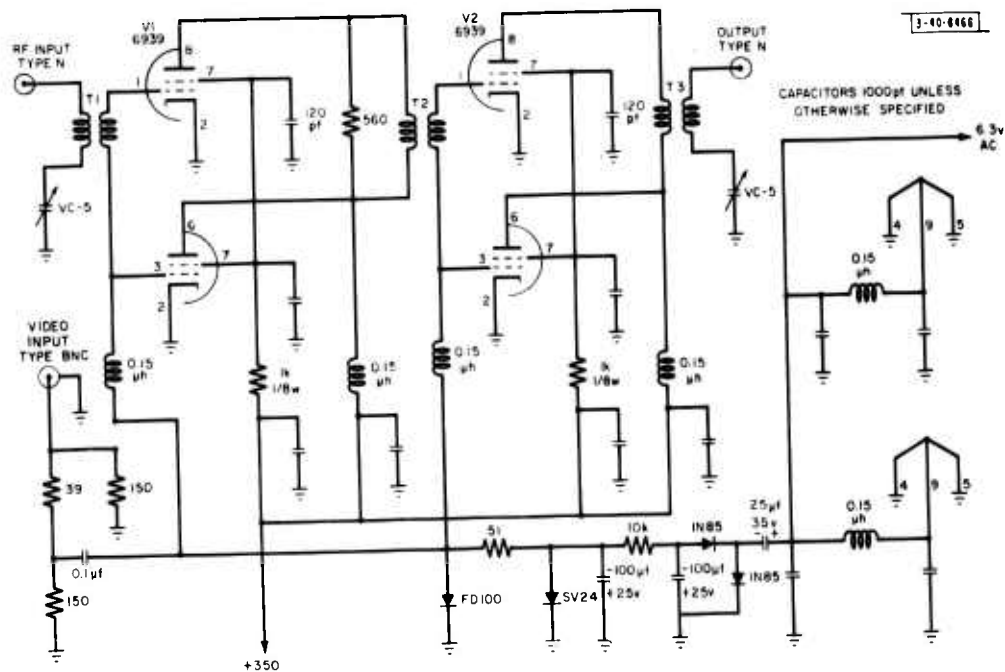 3-40-6466
RF INPUT
TYPE N
V1
6939
8
1
7
2
T1
120
pf
560
T2
V2
6939
8
1
7
2
120
pf
T3
OUTPUT
TYPE N
CAPACITORS 1000pf UNLESS
OTHERWISE SPECIFIED
6.3v
AC
VC-5
6
3
7
2
6
3
7
2
VC-5
4
9
5
0.15
μh
VIDEO
INPUT
TYPE BNC
0.15
μh
1k
1/8w
0.15
μh
0.15
μh
1k
1/8w
0.15
μh
39
150
4
9
5
0.1μf
150
51
10k
IN85
25μf
35v
- +
0.15
μh
FD100
SV24
-100μf
+25v
-100μf
+25v
IN85
+350